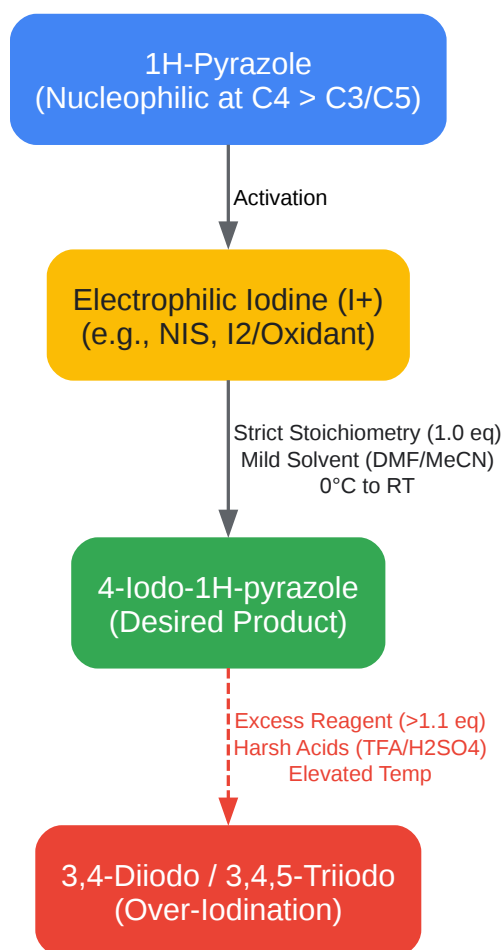 1H-Pyrazole
(Nucleophilic at C4 > C3/C5)
Activation
Electrophilic Iodine (I+)
(e.g., NIS, I2/Oxidant)
Strict Stoichiometry (1.0 eq)
Mild Solvent (DMF/MeCN)
0°C to RT
4-Iodo-1H-pyrazole
(Desired Product)
Excess Reagent (>1.1 eq)
Harsh Acids (TFA/H2SO4)
Elevated Temp
3,4-Diiodo / 3,4,5-Triiodo
(Over-Iodination)